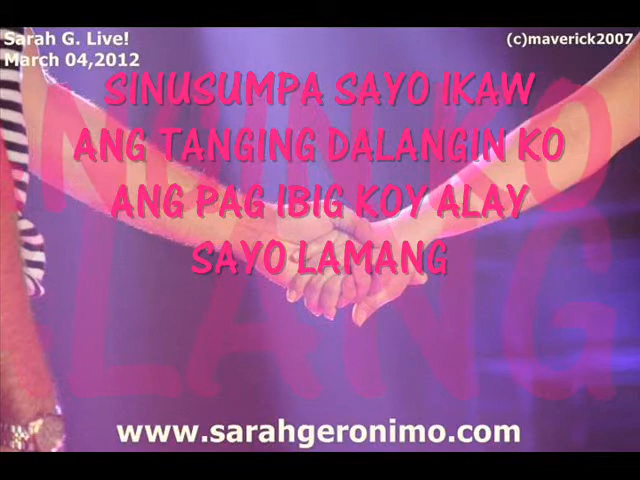 Sarah G. Live!
March 04,2012
(c)maverick2007
SINUSUMPA SAYO IKAW
ANG TANGING DALANGIN KO
ANG PAG IBIG KOY ALAY
SAYO LAMANG
www.sarahgeronimo.com